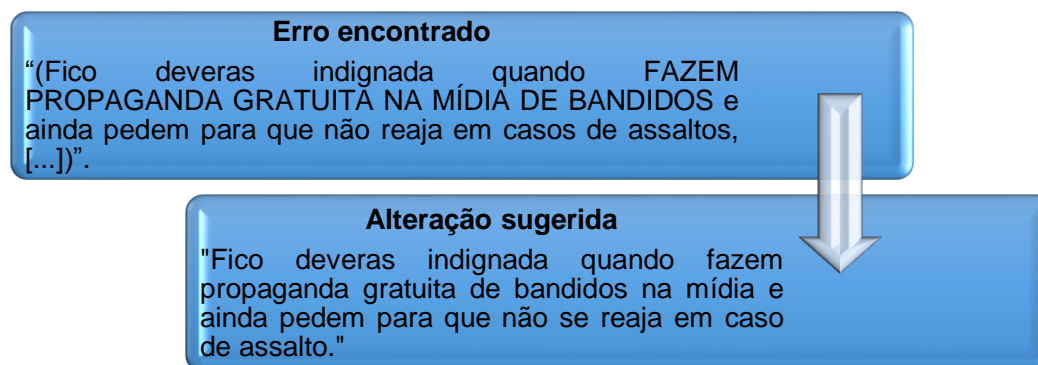 Erro encontrado
“(Fico deveras indignada quando FAZEM
PROPAGANDA GRATUITA NA MÍDIA DE BANDIDOS e
ainda pedem para que não reaja em casos de assaltos,
[...])”.
Alteração sugerida
"Fico deveras indignada quando fazem
propaganda gratuita de bandidos na mídia e
ainda pedem para que não se reaja em caso
de assalto."